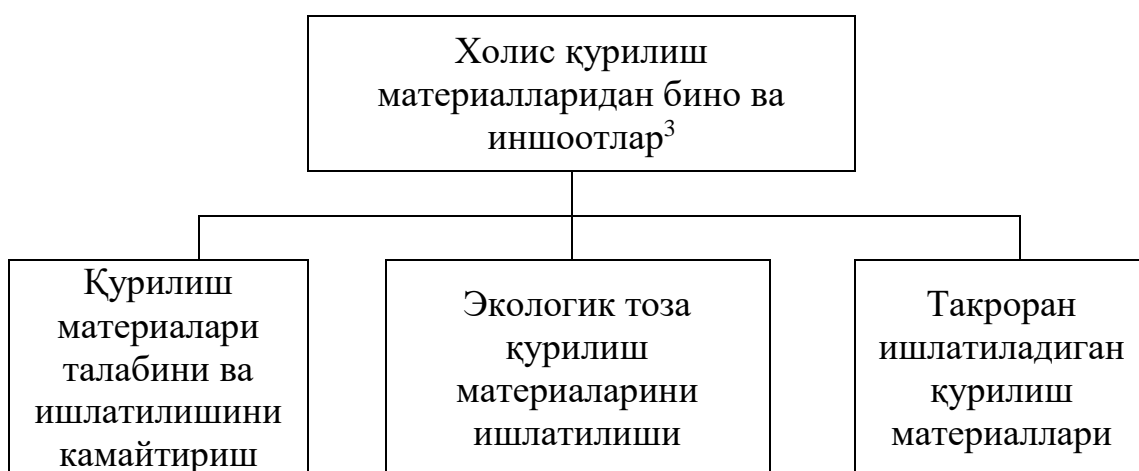 Холис қурилиш
материалларидан бино ва
иншоотлар³
Қурилиш
материалари
талабини ва
ишлатилишини
камайтириш
Экологик тоза
қурилиш
материаларини
ишлатилиши
Такроран
ишлатиладиган
қурилиш
материаллари